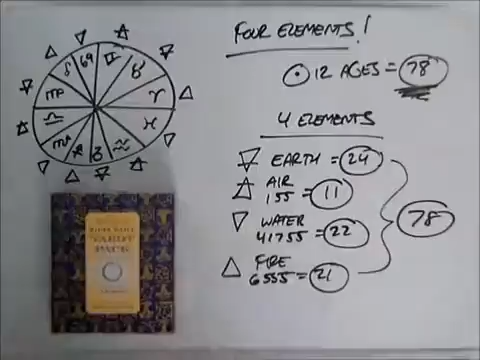 FOUR ELEMENTS!
12 AGES = 78
4 ELEMENTS
EARTH = 24
AIR
155 = 11
WATER
41755 = 22
FIRE
6555 = 21
78
TAROT